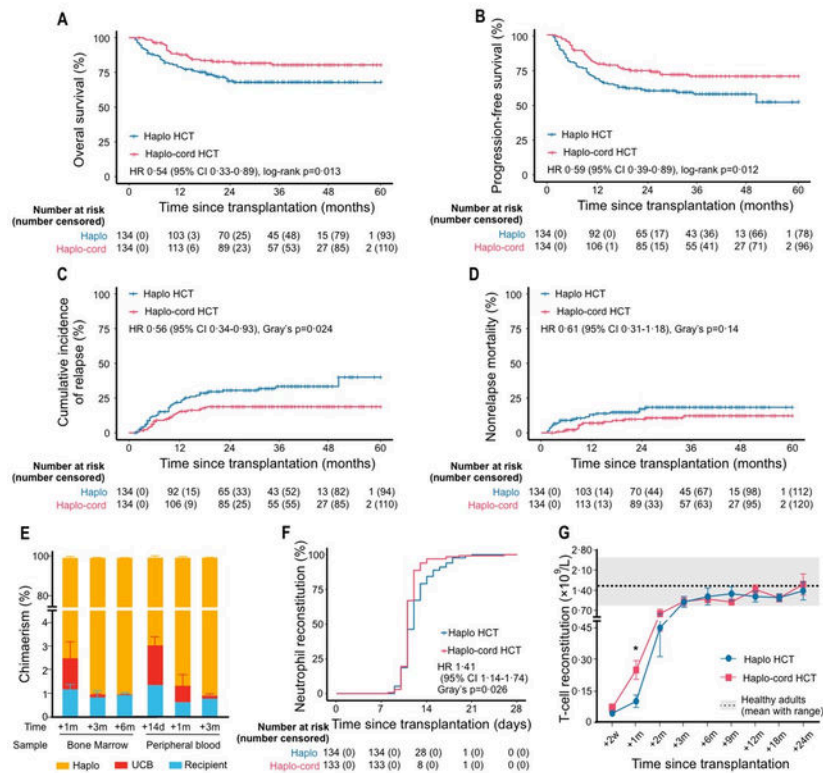 A
Overal survival (%)
100
75
50
25
0
Haplo HCT
Haplo-cord HCT
HR 0·54 (95% CI 0·33-0·89), log-rank p=0·013
0 12 24 36 48 60
Time since transplantation (months)
Number at risk
(number censored)
Haplo 134 (0) 103 (3) 70 (25) 45 (48) 15 (79) 1 (93)
Haplo-cord 134 (0) 113 (6) 89 (23) 57 (53) 27 (85) 2 (110)
B
Progression-free survival (%)
100
75
50
25
0
Haplo HCT
Haplo-cord HCT
HR 0·59 (95% CI 0·39-0·89), log-rank p=0·012
0 12 24 36 48 60
Time since transplantation (months)
Number at risk
(number censored)
Haplo 134 (0) 92 (0) 65 (17) 43 (36) 13 (66) 1 (78)
Haplo-cord 134 (0) 106 (1) 85 (15) 55 (41) 27 (71) 2 (96)
C
Cumulative incidence
of relapse (%)
100
75
50
25
0
Haplo HCT
Haplo-cord HCT
HR 0·56 (95% CI 0·34-0·93), Gray's p=0·024
0 12 24 36 48 60
Time since transplantation (months)
Number at risk
(number censored)
Haplo 134 (0) 92 (15) 65 (33) 43 (52) 13 (82) 1 (94)
Haplo-cord 134 (0) 106 (9) 85 (25) 55 (55) 27 (85) 2 (110)
D
Nonrelapse mortality (%)
100
75
50
25
0
Haplo HCT
Haplo-cord HCT
HR 0·61 (95% CI 0·31-1·18), Gray's p=0·14
0 12 24 36 48 60
Time since transplantation (months)
Number at risk
(number censored)
Haplo 134 (0) 103 (14) 70 (44) 45 (67) 15 (98) 1 (112)
Haplo-cord 134 (0) 113 (13) 89 (33) 57 (63) 27 (95) 2 (120)
E
Chimaerism (%)
100
80
4
3
2
1
0
Time +1m +3m +6m +14d +1m +3m
Sample Bone Marrow Peripheral blood
Haplo UCB Recipient
F
Neutrophil reconstitution (%)
100
75
50
25
0
Haplo HCT
Haplo-cord HCT
HR 1·41
(95% CI 1·14-1·74)
Gray's p=0·026
0 7 14 21 28
Time since transplantation (days)
Number at risk
(number censored)
Haplo 134 (0) 134 (0) 28 (0) 1 (0) 0 (0)
Haplo-cord 133 (0) 133 (0) 8 (0) 1 (0) 0 (0)
G
T-cell reconstitution (×10⁹/L)
2·80
2·10
1·40
0·70
0·50
0·15
0
*
Haplo HCT
Haplo-cord HCT
Healthy adults
(mean with range)
+2w +1m +2m +3m +6m +9m +12m +18m +24m
Time since transplantation